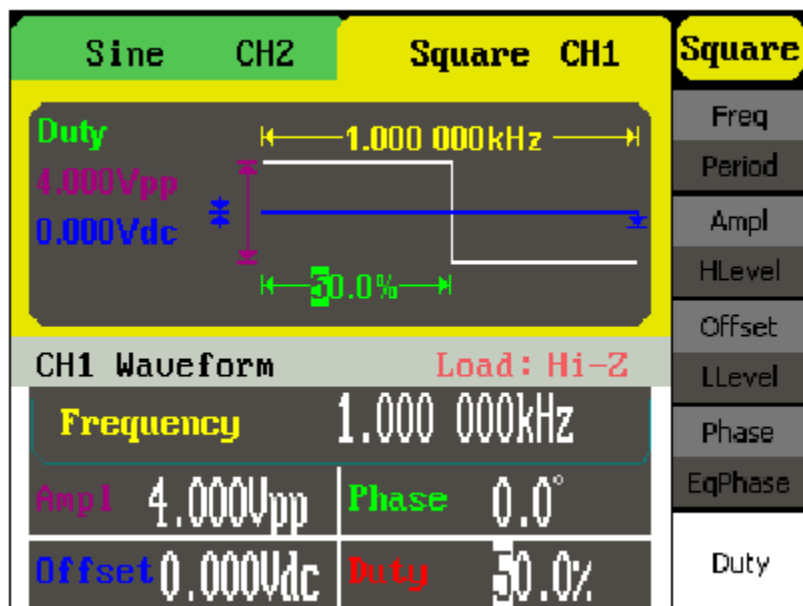 Sine CH2 Square CH1 Square
Duty 1.000 000kHz
4.000Vpp
0.000Vdc
50.0%
CH1 Waveform Load: Hi-Z
Frequency 1.000 000kHz
Ampl 4.000Vpp Phase 0.0°
Offset 0.000Vdc Duty 50.0%
Freq
Period
Ampl
HLevel
Offset
LLevel
Phase
EqPhase
Duty